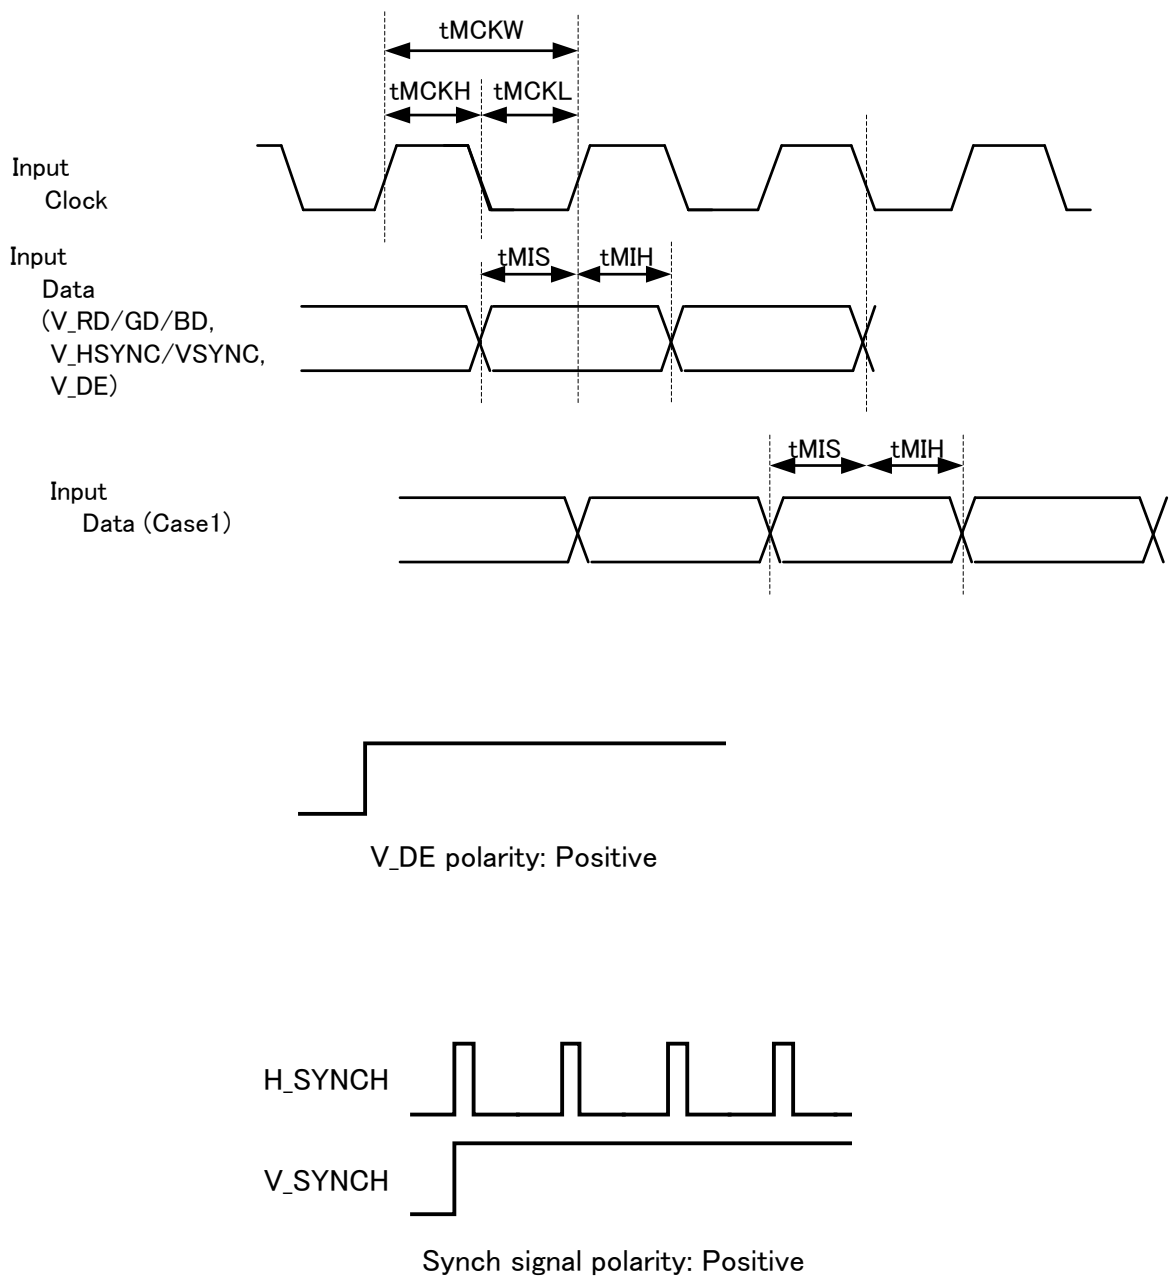 tMCKW
tMCKH tMCKL
Input
Clock
Input
tMIS tMIH
Data
(V_RD/GD/BD,
V_HSYNC/VSYNC,
V_DE)
tMIS tMIH
Input
Data (Case1)
V_DE polarity: Positive
H_SYNCH
V_SYNCH
Synch signal polarity: Positive